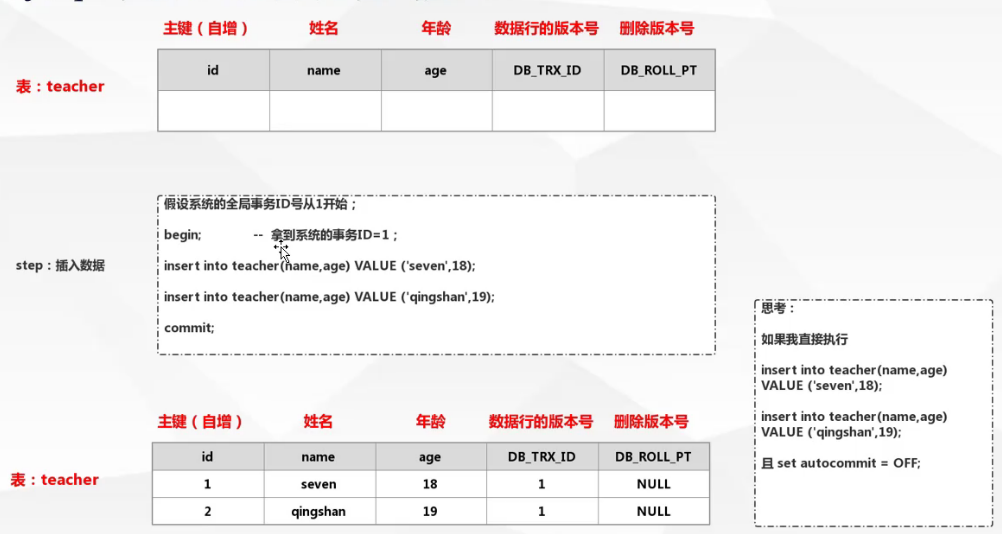 主键（自增） 姓名 年龄 数据行的版本号 删除版本号
id name age DB_TRX_ID DB_ROLL_PT
表：teacher
假设系统的全局事务ID号从1开始；
begin; -- 拿到系统的事务ID=1；
step：插入数据
insert into teacher(name,age) VALUE ('seven',18);
insert into teacher(name,age) VALUE ('qingshan',19);
commit;
思考：
如果我直接执行
insert into teacher(name,age)
VALUE ('seven',18);
insert into teacher(name,age)
VALUE ('qingshan',19);
且 set autocommit = OFF;
主键（自增） 姓名 年龄 数据行的版本号 删除版本号
id name age DB_TRX_ID DB_ROLL_PT
表：teacher
1 seven 18 1 NULL
2 qingshan 19 1 NULL